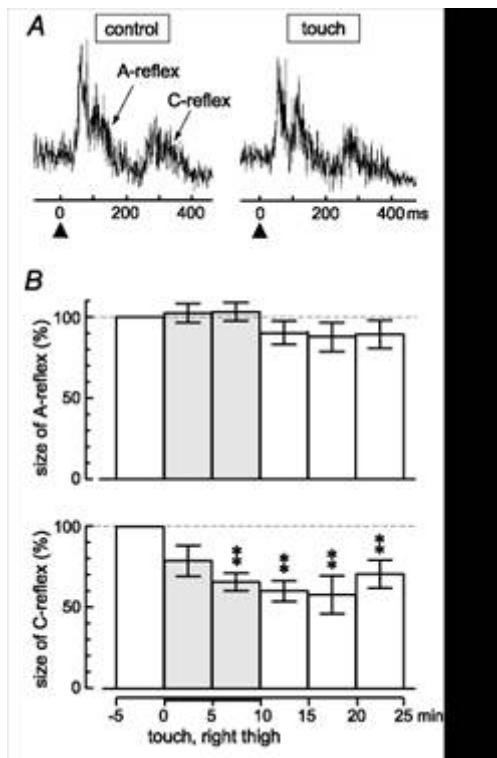 A control touch
A-reflex
C-reflex
0 200 400 0 200 400 ms
B
size of A-reflex (%)
100
50
0
size of C-reflex (%)
100
** ** ** **
50
0
-5 0 5 10 15 20 25 min
touch, right thigh